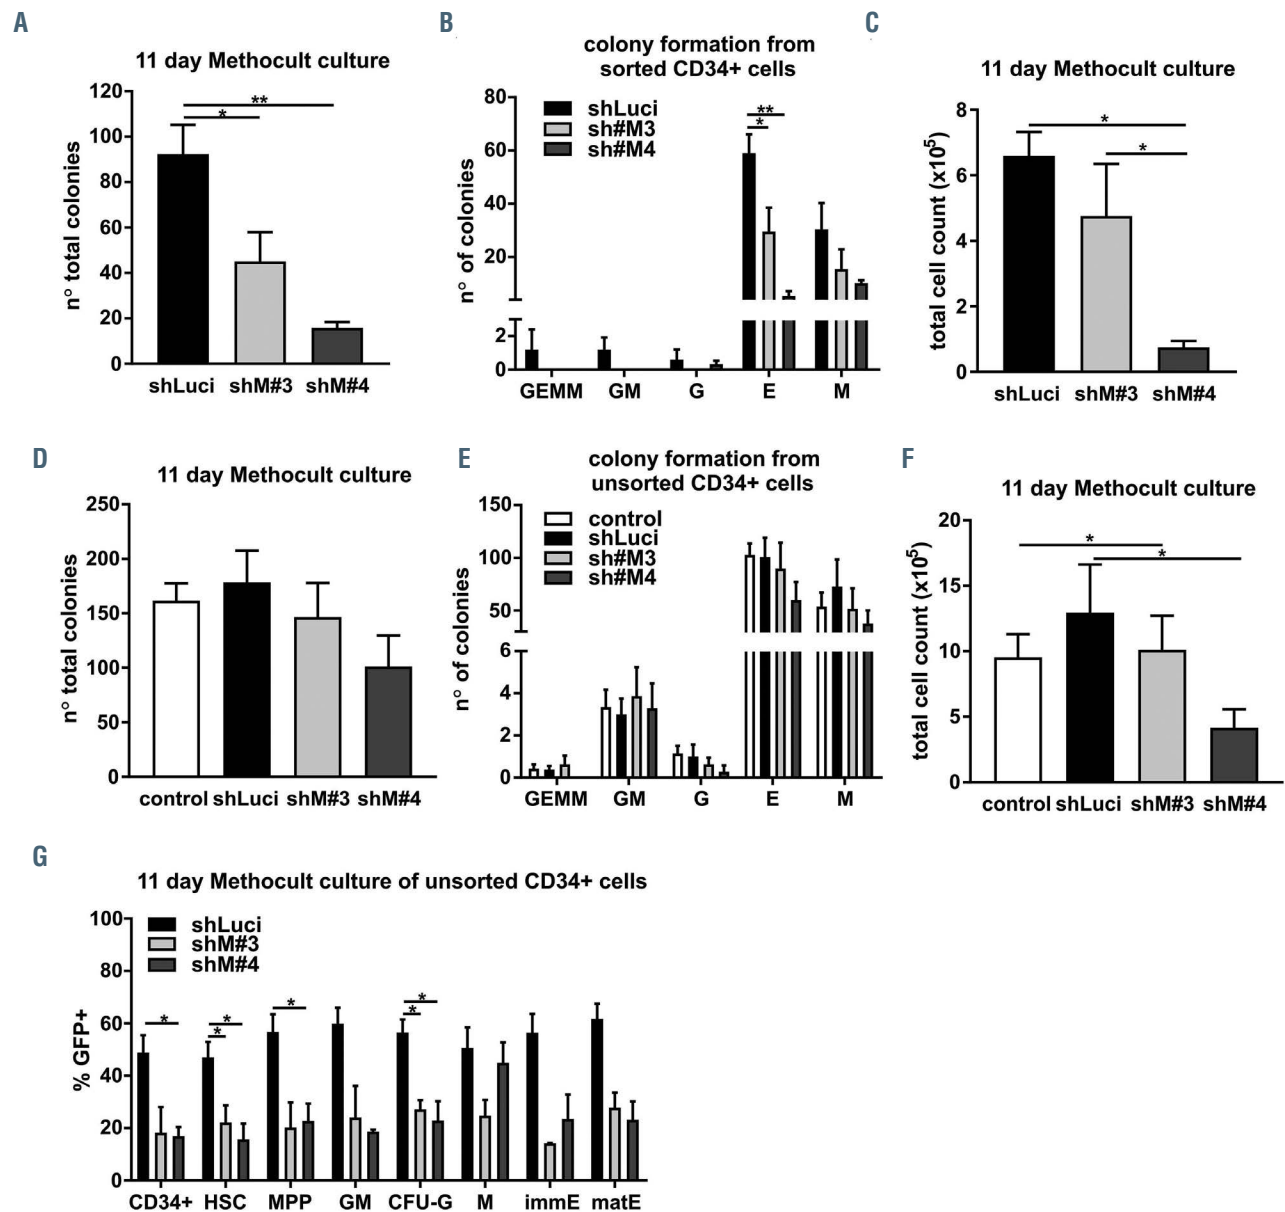 A
11 day Methocult culture
n° total colonies
120
100
80
60
40
20
0
**
*
shLuci shM#3 shM#4
B
colony formation from
sorted CD34+ cells
n° of colonies
80
60
40
20
2
0
shLuci
sh#M3
sh#M4
**
*
GEMM GM G E M
C
11 day Methocult culture
total cell count (x10⁵)
8
6
4
2
0
*
*
shLuci shM#3 shM#4
D
11 day Methocult culture
n° total colonies
250
200
150
100
50
0
control shLuci shM#3 shM#4
E
colony formation from
unsorted CD34+ cells
n° of colonies
150
100
50
6
4
2
0
control
shLuci
sh#M3
sh#M4
GEMM GM G E M
F
11 day Methocult culture
total cell count (x10⁵)
20
15
10
5
0
*
*
control shLuci shM#3 shM#4
G
11 day Methocult culture of unsorted CD34+ cells
% GFP+
100
80
60
40
20
0
shLuci
shM#3
shM#4
*
*
*
*
*
*
CD34+ HSC MPP GM CFU-G M immE matE